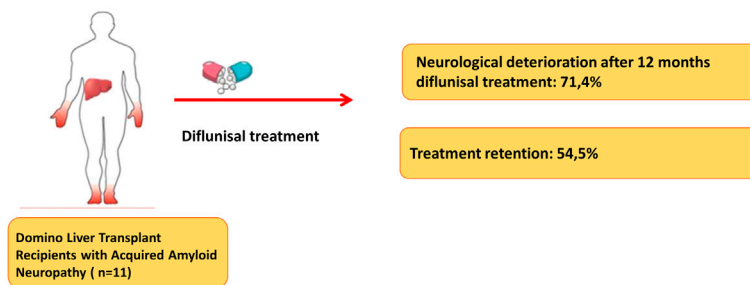 Neurological deterioration after 12 months
diflunisal treatment: 71,4%
Diflunisal treatment
Treatment retention: 54,5%
Domino Liver Transplant
Recipients with Acquired Amyloid
Neuropathy ( n=11)